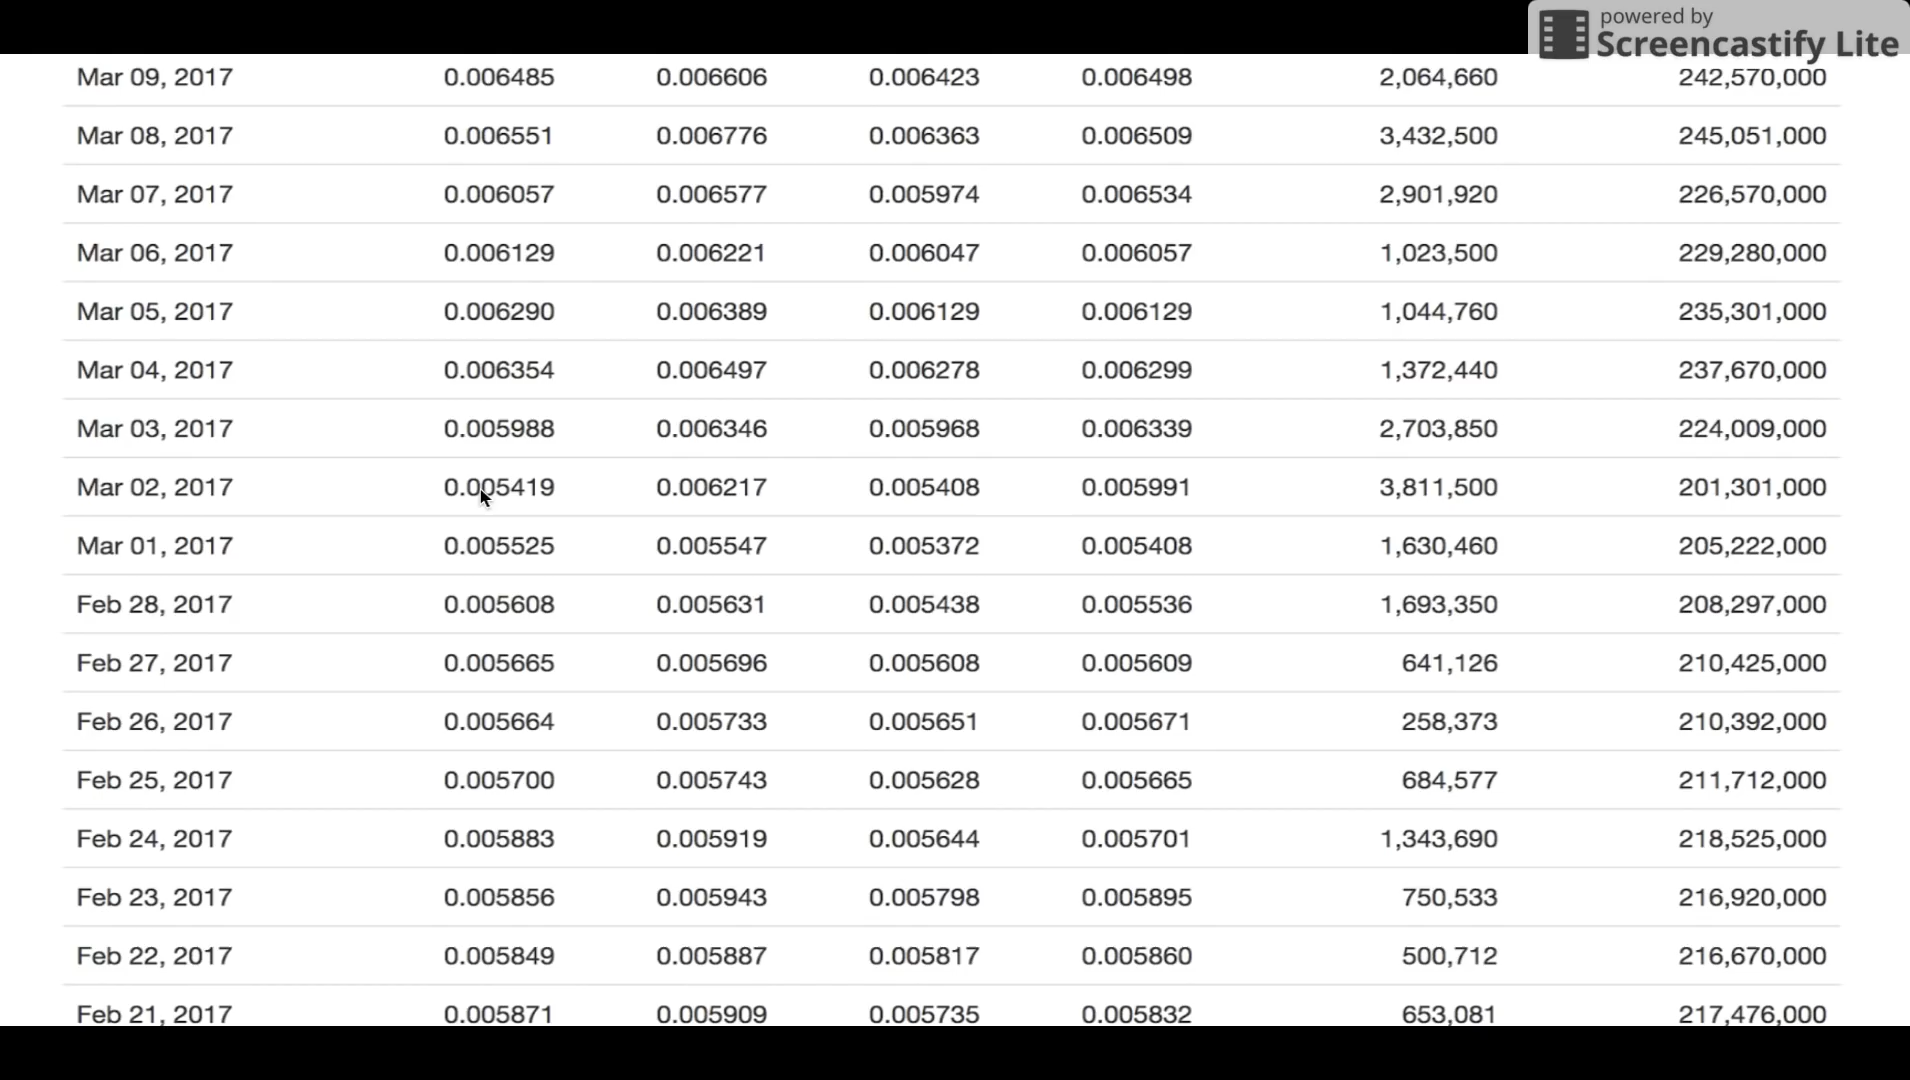 powered by
Screencastify Lite
Mar 09, 2017 0.006485 0.006606 0.006423 0.006498 2,064,660 242,570,000
Mar 08, 2017 0.006551 0.006776 0.006363 0.006509 3,432,500 245,051,000
Mar 07, 2017 0.006057 0.006577 0.005974 0.006534 2,901,920 226,570,000
Mar 06, 2017 0.006129 0.006221 0.006047 0.006057 1,023,500 229,280,000
Mar 05, 2017 0.006290 0.006389 0.006129 0.006129 1,044,760 235,301,000
Mar 04, 2017 0.006354 0.006497 0.006278 0.006299 1,372,440 237,670,000
Mar 03, 2017 0.005988 0.006346 0.005968 0.006339 2,703,850 224,009,000
Mar 02, 2017 0.005419 0.006217 0.005408 0.005991 3,811,500 201,301,000
Mar 01, 2017 0.005525 0.005547 0.005372 0.005408 1,630,460 205,222,000
Feb 28, 2017 0.005608 0.005631 0.005438 0.005536 1,693,350 208,297,000
Feb 27, 2017 0.005665 0.005696 0.005608 0.005609 641,126 210,425,000
Feb 26, 2017 0.005664 0.005733 0.005651 0.005671 258,373 210,392,000
Feb 25, 2017 0.005700 0.005743 0.005628 0.005665 684,577 211,712,000
Feb 24, 2017 0.005883 0.005919 0.005644 0.005701 1,343,690 218,525,000
Feb 23, 2017 0.005856 0.005943 0.005798 0.005895 750,533 216,920,000
Feb 22, 2017 0.005849 0.005887 0.005817 0.005860 500,712 216,670,000
Feb 21, 2017 0.005871 0.005909 0.005735 0.005832 653,081 217,476,000